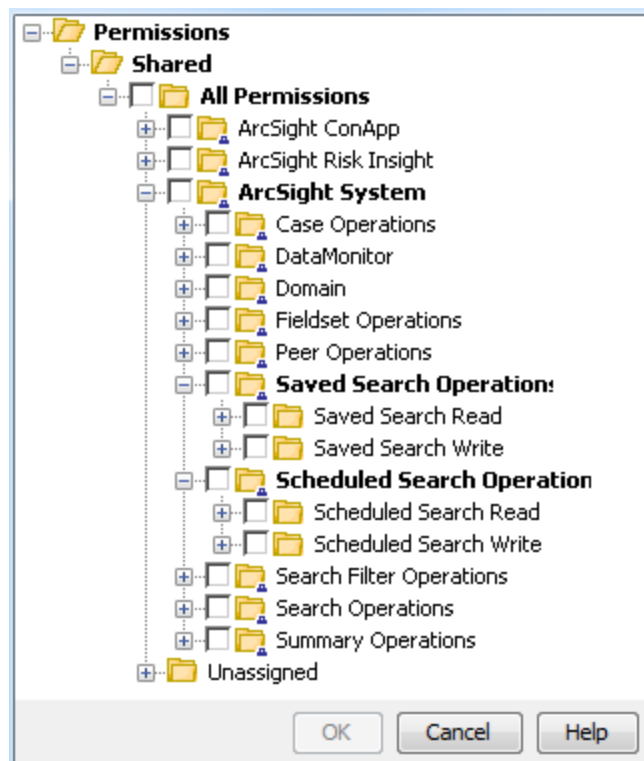 Permissions
Shared
All Permissions
ArcSight ConApp
ArcSight Risk Insight
ArcSight System
Case Operations
DataMonitor
Domain
Fieldset Operations
Peer Operations
Saved Search Operations
Saved Search Read
Saved Search Write
Scheduled Search Operation
Scheduled Search Read
Scheduled Search Write
Search Filter Operations
Search Operations
Summary Operations
Unassigned
OK Cancel Help